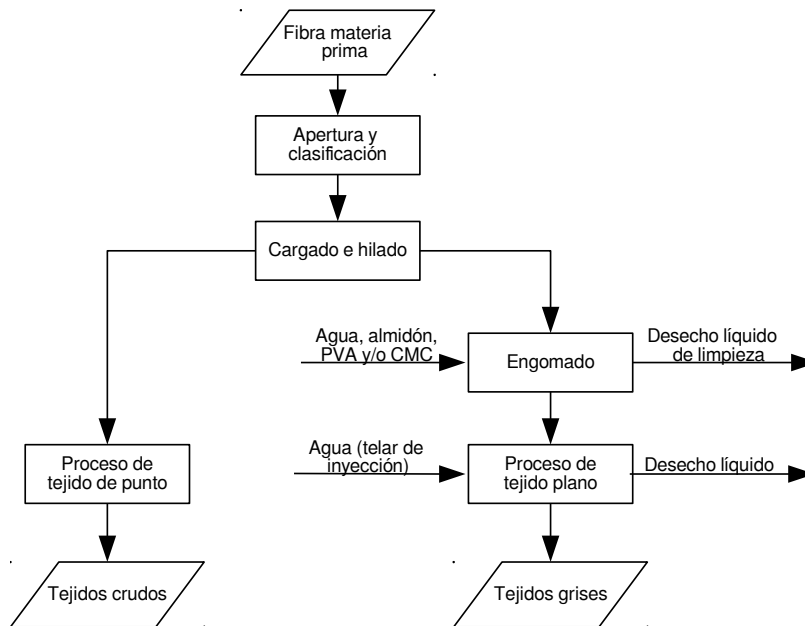 Fibra materia
prima
Apertura y
clasificación
Cargado e hilado
Agua, almidón,
PVA y/o CMC
Engomado
Desecho líquido
de limpieza
Proceso de
tejido de punto
Agua (telar de
inyección)
Proceso de
tejido plano
Desecho líquido
Tejidos crudos
Tejidos grises